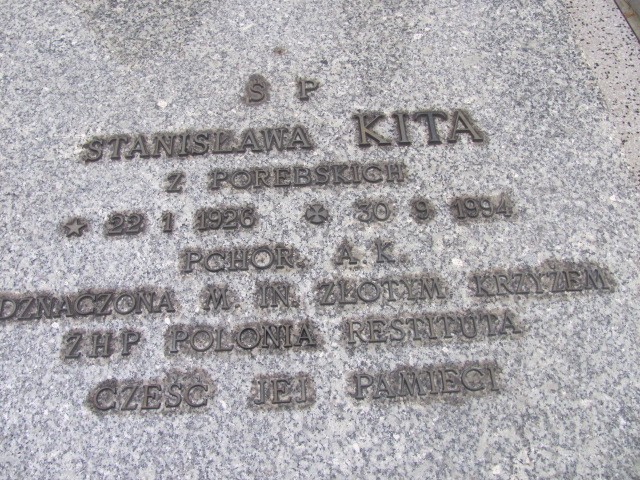 S P
STANISŁAWA KITA
Z PORĘBSKICH
★ 22 1 1926 ✠ 30 9 1994
PCHOR. A.K.
DZNACZONA M. IN. ZŁOTYM KRZYŻEM
ZHP POLONIA RESTITUTA
CZEŚĆ JEJ PAMIĘCI